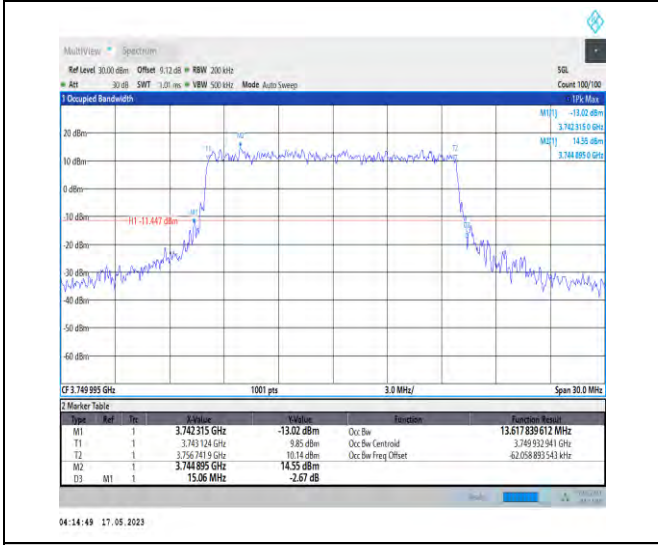 MultiView Spectrum
Ref Level 30.00 dBm Offset 9.12 dB RBW 200 kHz SGL
Att 30 dB SWT 1.01 ms VBW 500 kHz Mode Auto Sweep Count 100/100
1 Occupied Bandwidth 1Pk Max
M1[1] -13.02 dBm
3.742 315 0 GHz
M2[1] 14.55 dBm
3.744 895 0 GHz
20 dBm
10 dBm
0 dBm
-10 dBm
H1 -11.447 dBm
-20 dBm
-30 dBm
-40 dBm
-50 dBm
-60 dBm
T1
M2
T2
M1
CF 3.749 995 GHz 1001 pts 3.0 MHz/ Span 30.0 MHz
2 Marker Table
Type Ref Trc X-Value Y-Value Function Function Result
M1 1 3.742 315 GHz -13.02 dBm Occ Bw 13.617 839 612 MHz
T1 1 3.743 124 GHz 9.85 dBm Occ Bw Centroid 3.749 932 941 GHz
T2 1 3.756 741 9 GHz 10.14 dBm Occ Bw Freq Offset -62.058 893 543 kHz
M2 1 3.744 895 GHz 14.55 dBm
D3 M1 1 15.06 MHz -2.67 dB
04:14:49 17.05.2023